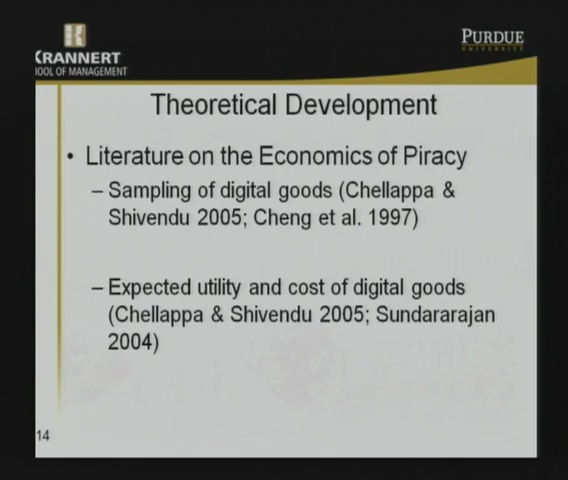 KRANNERT
OOL OF MANAGEMENT
PURDUE
UNIVERSITY
Theoretical Development
• Literature on the Economics of Piracy
– Sampling of digital goods (Chellappa &
Shivendu 2005; Cheng et al. 1997)
– Expected utility and cost of digital goods
(Chellappa & Shivendu 2005; Sundararajan
2004)
14